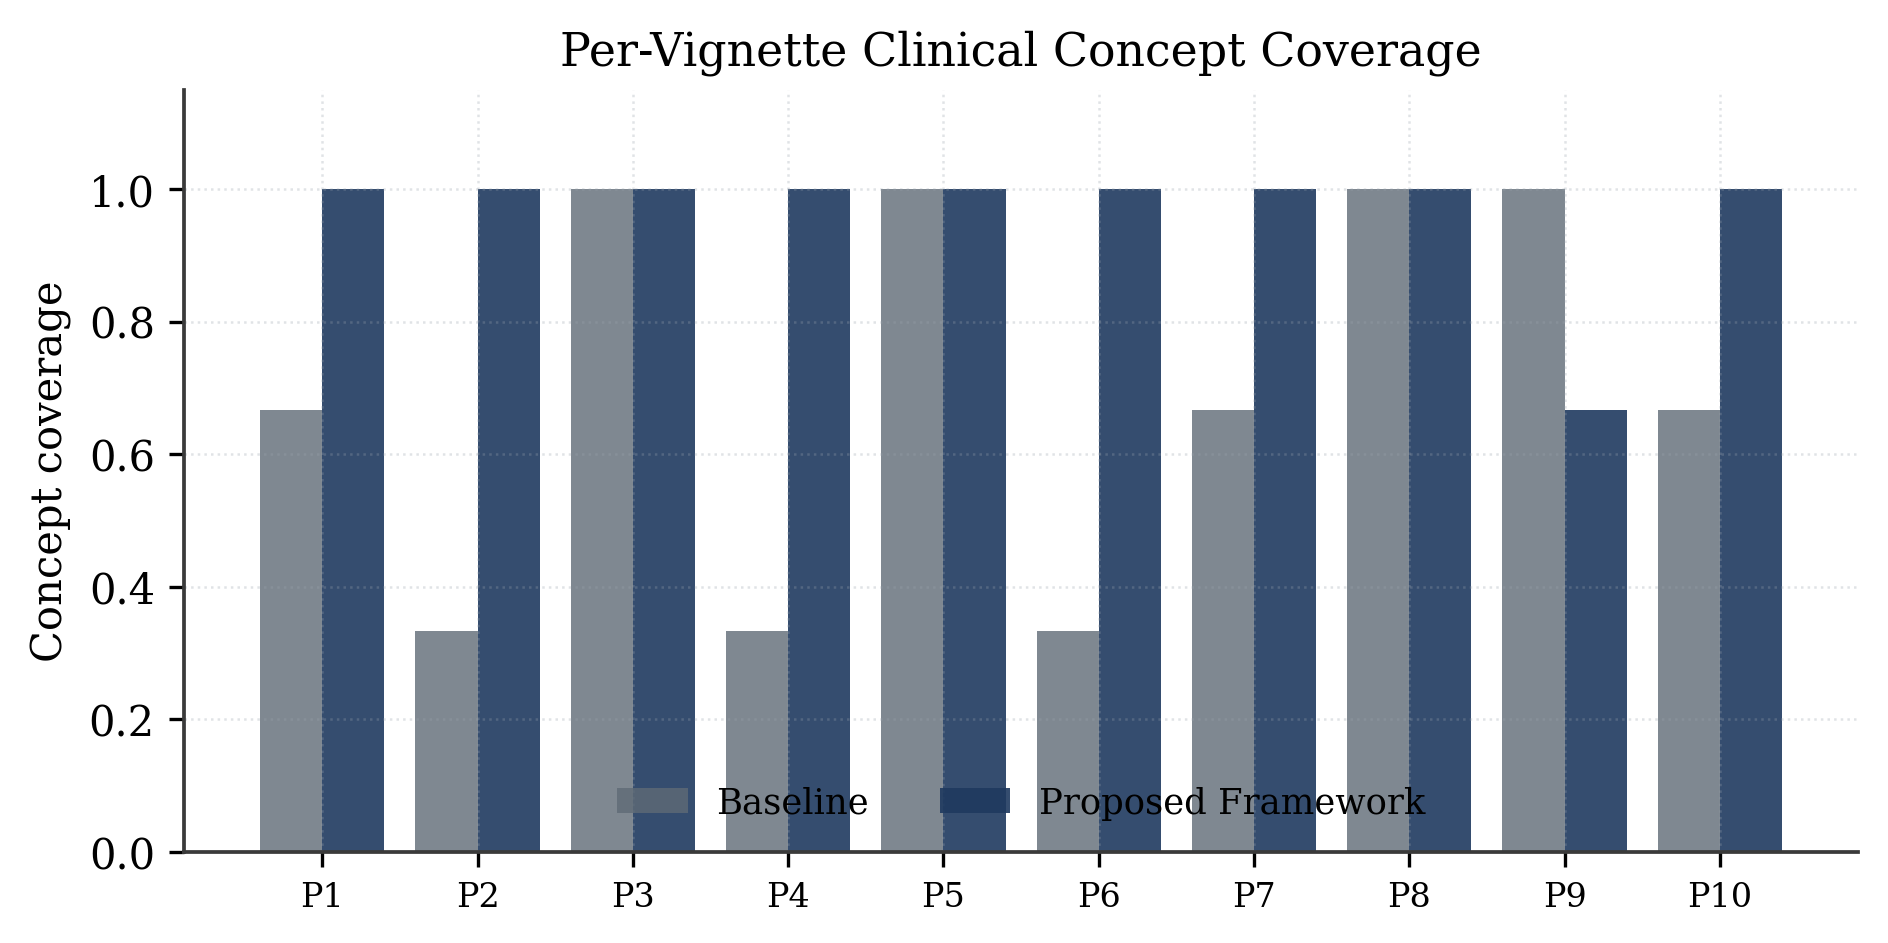 Per-Vignette Clinical Concept Coverage
Concept coverage
1.0
0.8
0.6
0.4
0.2
0.0
Baseline
Proposed Framework
P1 P2 P3 P4 P5 P6 P7 P8 P9 P10